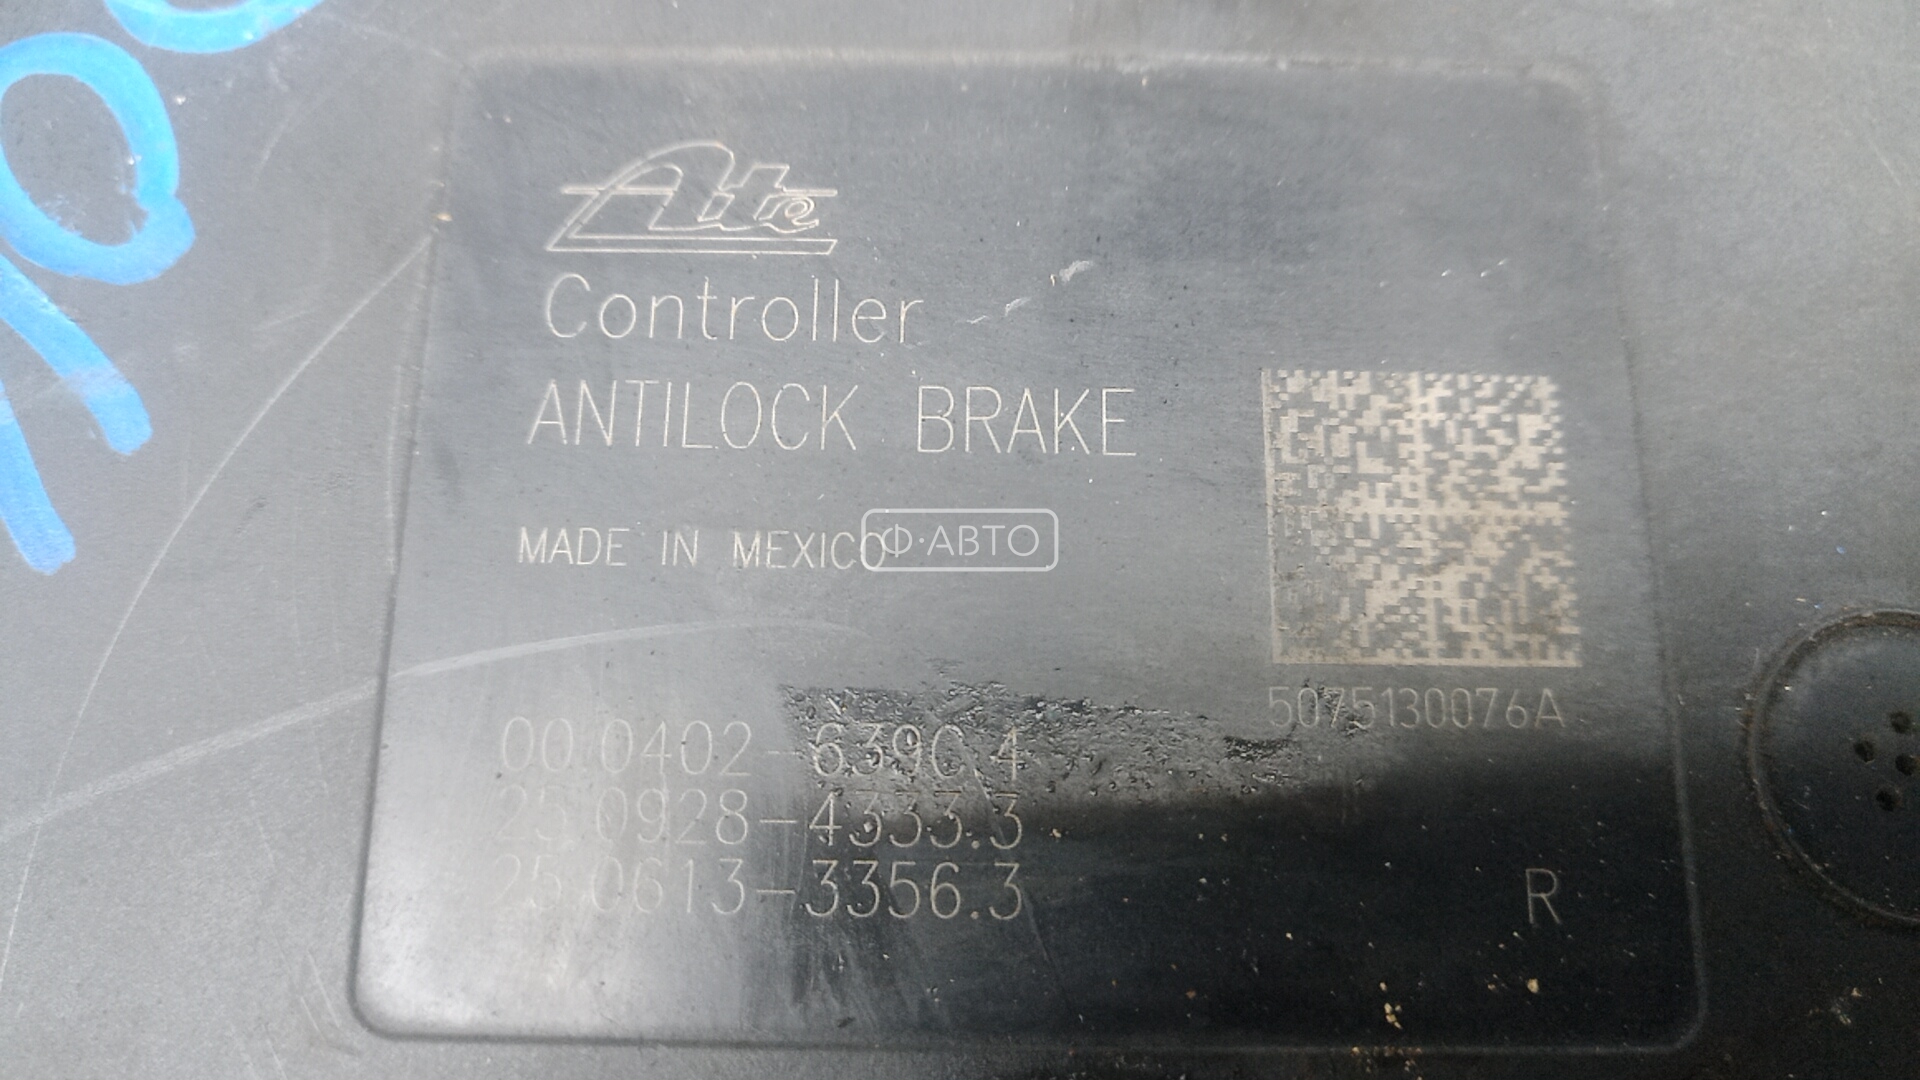 Ate
Controller
ANTILOCK BRAKE
MADE IN MEXICO
Ф·АВТО
5075130076A
00.0402-639C.4
25.0928-4333.3
25.0613-3356.3
R